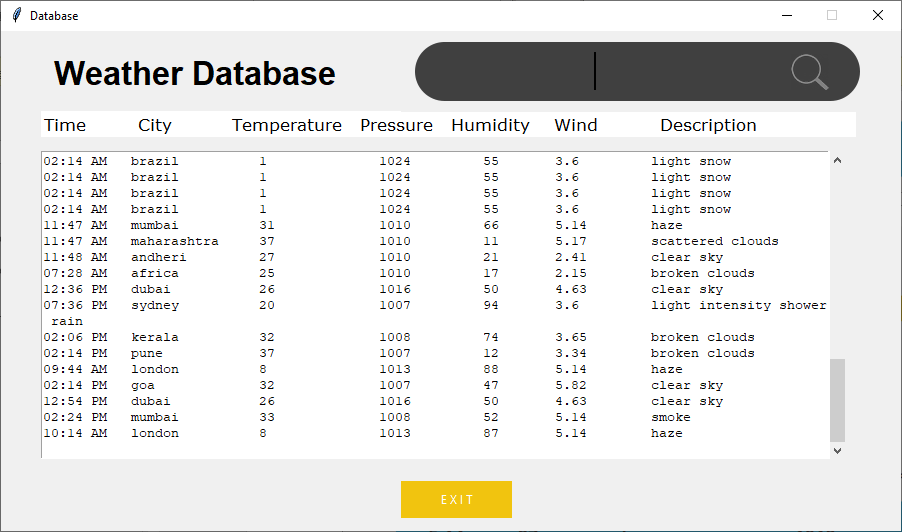 Database
Weather Database
Time City Temperature Pressure Humidity Wind Description
02:14 AM brazil 1 1024 55 3.6 light snow
02:14 AM brazil 1 1024 55 3.6 light snow
02:14 AM brazil 1 1024 55 3.6 light snow
02:14 AM brazil 1 1024 55 3.6 light snow
11:47 AM mumbai 31 1010 66 5.14 haze
11:47 AM maharashtra 37 1010 11 5.17 scattered clouds
11:48 AM andheri 27 1010 21 2.41 clear sky
07:28 AM africa 25 1010 17 2.15 broken clouds
12:36 PM dubai 26 1016 50 4.63 clear sky
07:36 PM sydney 20 1007 94 3.6 light intensity shower
rain
02:06 PM kerala 32 1008 74 3.65 broken clouds
02:14 PM pune 37 1007 12 3.34 broken clouds
09:44 AM london 8 1013 88 5.14 haze
02:14 PM goa 32 1007 47 5.82 clear sky
12:54 PM dubai 26 1016 50 4.63 clear sky
02:24 PM mumbai 33 1008 52 5.14 smoke
10:14 AM london 8 1013 87 5.14 haze
EXIT